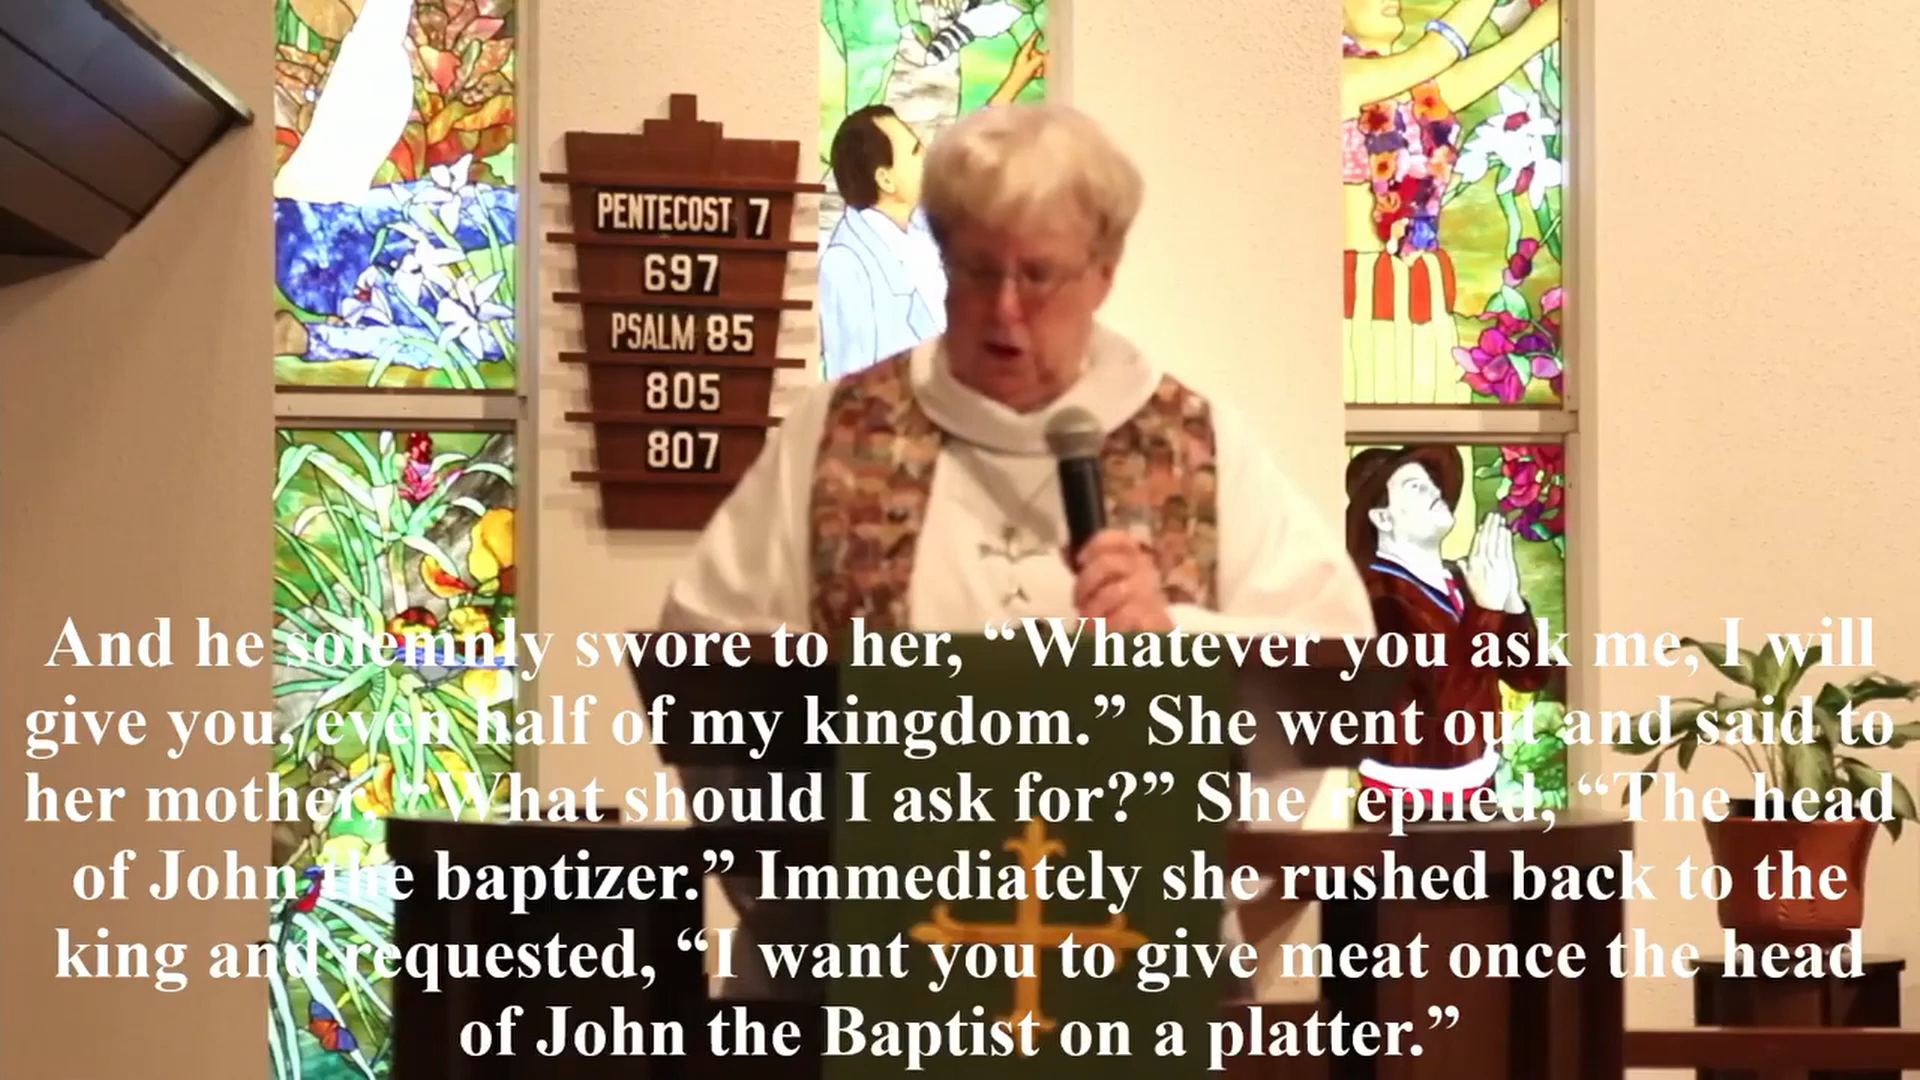 PENTECOST 7
697
PSALM 85
805
807
And he solemnly swore to her, “Whatever you ask me, I will
give you, even half of my kingdom.” She went out and said to
her mother, “What should I ask for?” She replied, “The head
of John the baptizer.” Immediately she rushed back to the
king and requested, “I want you to give meat once the head
of John the Baptist on a platter.”